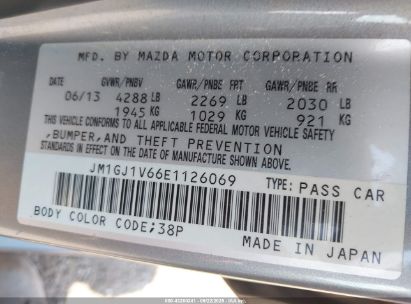 MFD. BY MAZDA MOTOR CORPORATION
DATE GVWR/PNBV GAWR/PNBE FRT GAWR/PNBE RR
06/13 4288 LB 2269 LB 2030 LB
1945 KG 1029 KG 921 KG
THIS VEHICLE CONFORMS TO ALL APPLICABLE FEDERAL MOTOR VEHICLE SAFETY
,BUMPER,AND THEFT PREVENTION
STANDARDS IN EFFECT ON THE DATE OF MANUFACTURE SHOWN ABOVE.
JM1GJ1V66E1126069 TYPE: PASS CAR
BODY COLOR CODE;38P
MADE IN JAPAN